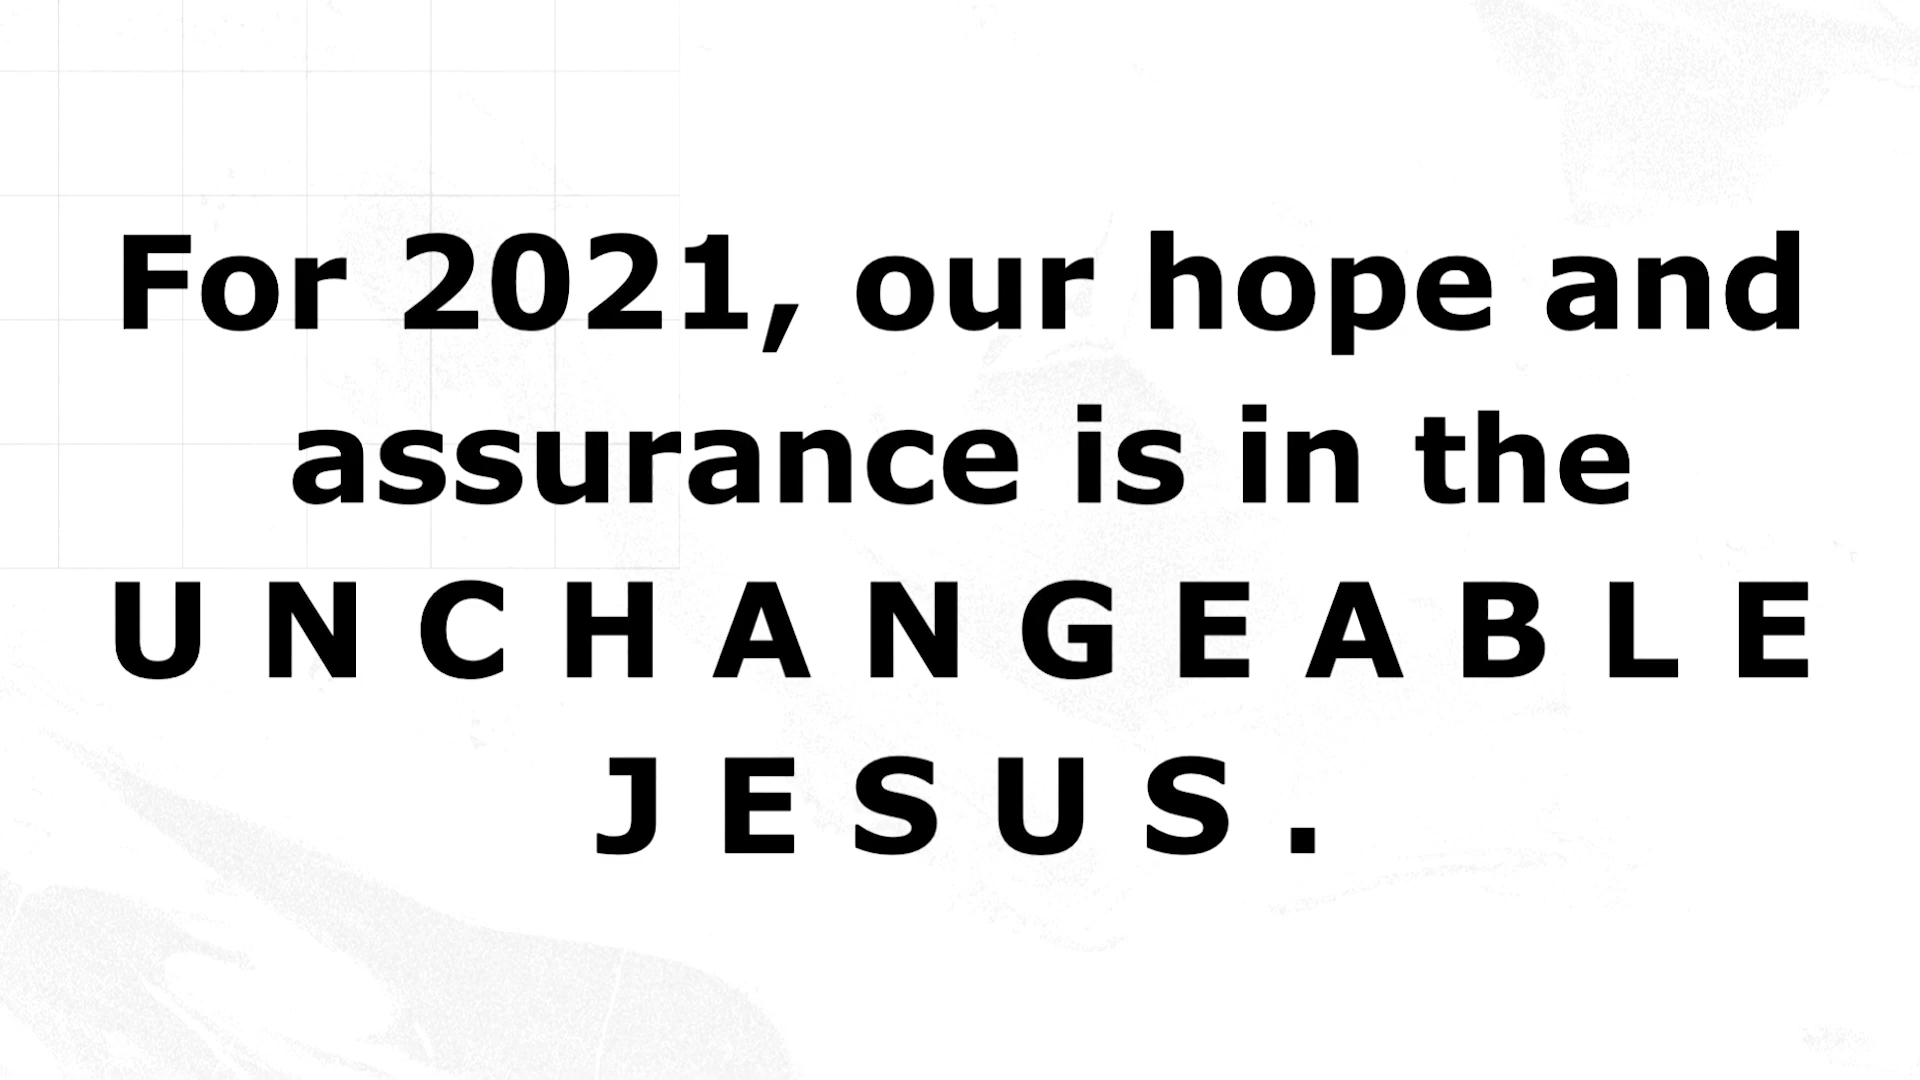 For 2021, our hope and
assurance is in the
U N C H A N G E A B L E
J E S U S .